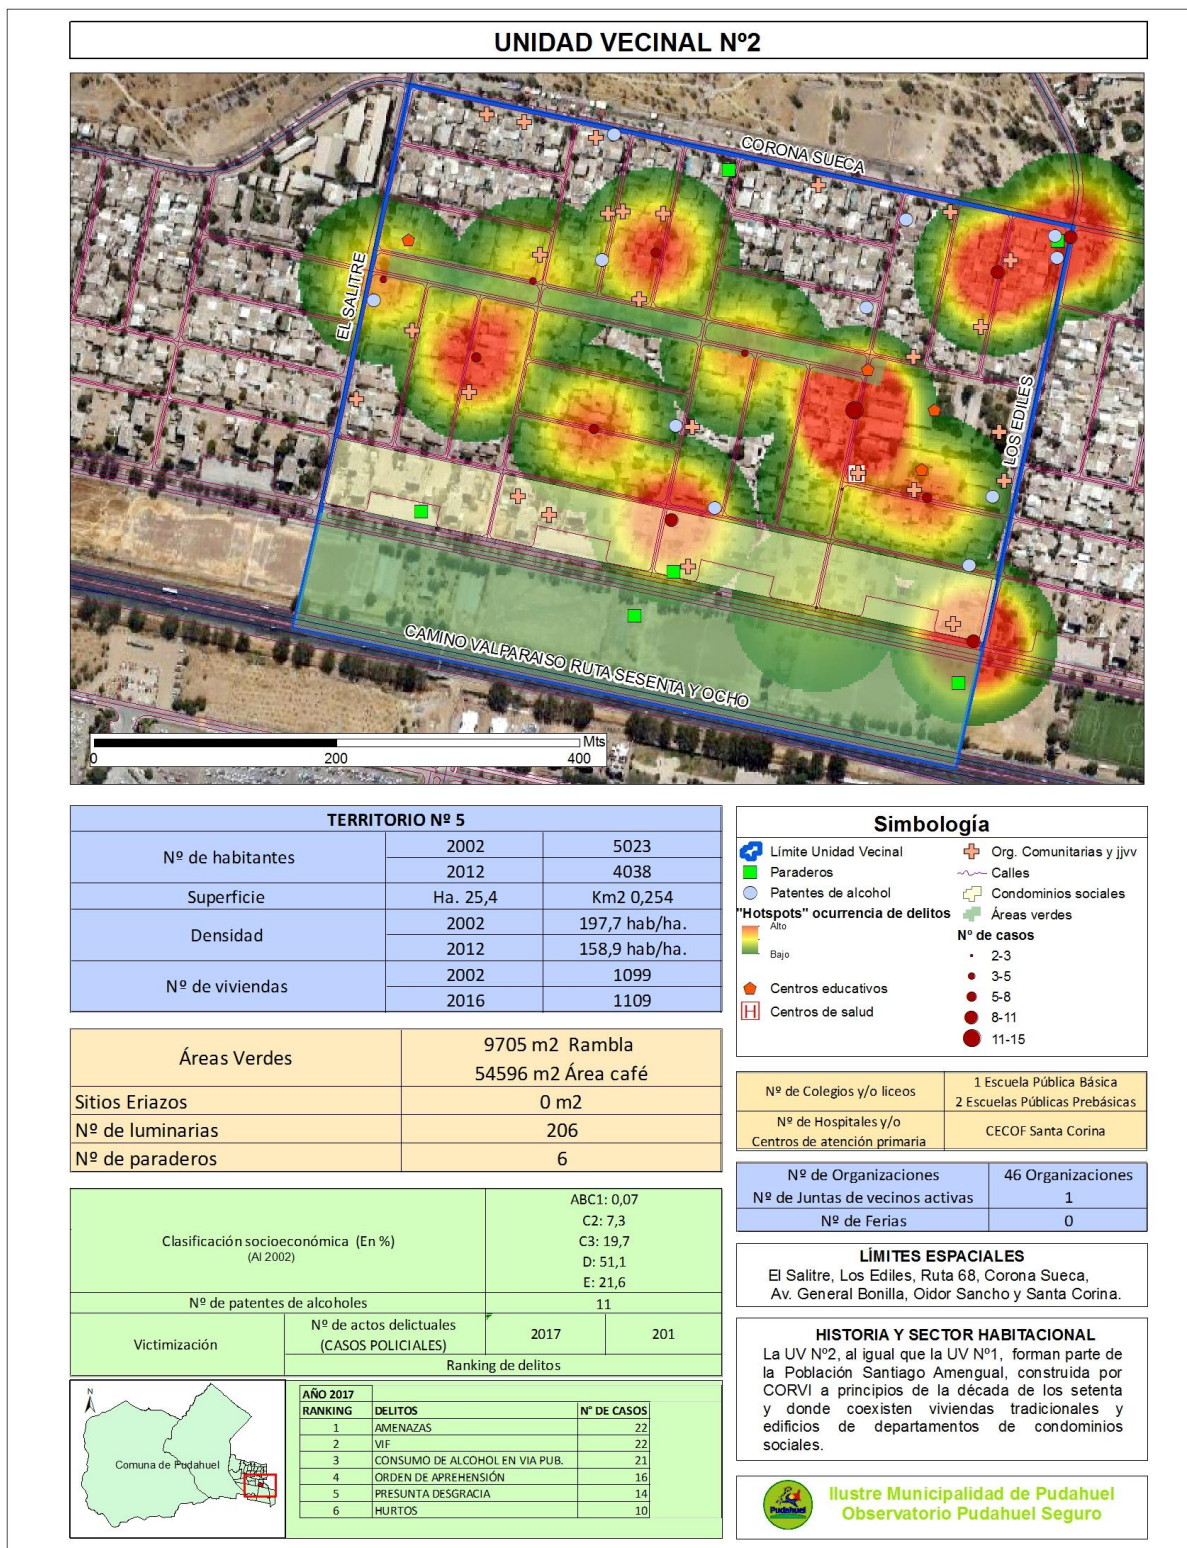 UNIDAD VECINAL Nº2
CORONA SUECA
EL SALITRE
LOS EDILES
CAMINO VALPARAISO RUTA SESENTA Y OCHO
Mts
0 200 400
TERRITORIO Nº 5
Nº de habitantes
2002 5023
2012 4038
Superficie Ha. 25,4 Km2 0,254
Densidad
2002 197,7 hab/ha.
2012 158,9 hab/ha.
Nº de viviendas
2002 1099
2016 1109
Áreas Verdes
9705 m2 Rambla
54596 m2 Área café
Sitios Eriazos 0 m2
Nº de luminarias 206
Nº de paraderos 6
Clasificación socioeconómica (En %)
(Al 2002)
ABC1: 0,07
C2: 7,3
C3: 19,7
D: 51,1
E: 21,6
Nº de patentes de alcoholes 11
Victimización
Nº de actos delictuales
(CASOS POLICIALES)
2017 201
Ranking de delitos
N
Comuna de Pudahuel
AÑO 2017
RANKING DELITOS N° DE CASOS
1 AMENAZAS 22
2 VIF 22
3 CONSUMO DE ALCOHOL EN VIA PUB. 21
4 ORDEN DE APREHENSIÓN 16
5 PRESUNTA DESGRACIA 14
6 HURTOS 10
Simbología
Límite Unidad Vecinal
Paraderos
Patentes de alcohol
"Hotspots" ocurrencia de delitos
Alto
Bajo
Centros educativos
H Centros de salud
Org. Comunitarias y jjvv
Calles
Condominios sociales
Áreas verdes
Nº de casos
2-3
3-5
5-8
8-11
11-15
Nº de Colegios y/o liceos
1 Escuela Pública Básica
2 Escuelas Públicas Prebásicas
Nº de Hospitales y/o
Centros de atención primaria
CECOF Santa Corina
Nº de Organizaciones 46 Organizaciones
Nº de Juntas de vecinos activas 1
Nº de Ferias 0
LÍMITES ESPACIALES
El Salitre, Los Ediles, Ruta 68, Corona Sueca,
Av. General Bonilla, Oidor Sancho y Santa Corina.
HISTORIA Y SECTOR HABITACIONAL
La UV Nº2, al igual que la UV Nº1, forman parte de
la Población Santiago Amengual, construida por
CORVI a principios de la década de los setenta
y donde coexisten viviendas tradicionales y
edificios de departamentos de condominios
sociales.
Pudahuel
Ilustre Municipalidad de Pudahuel
Observatorio Pudahuel Seguro